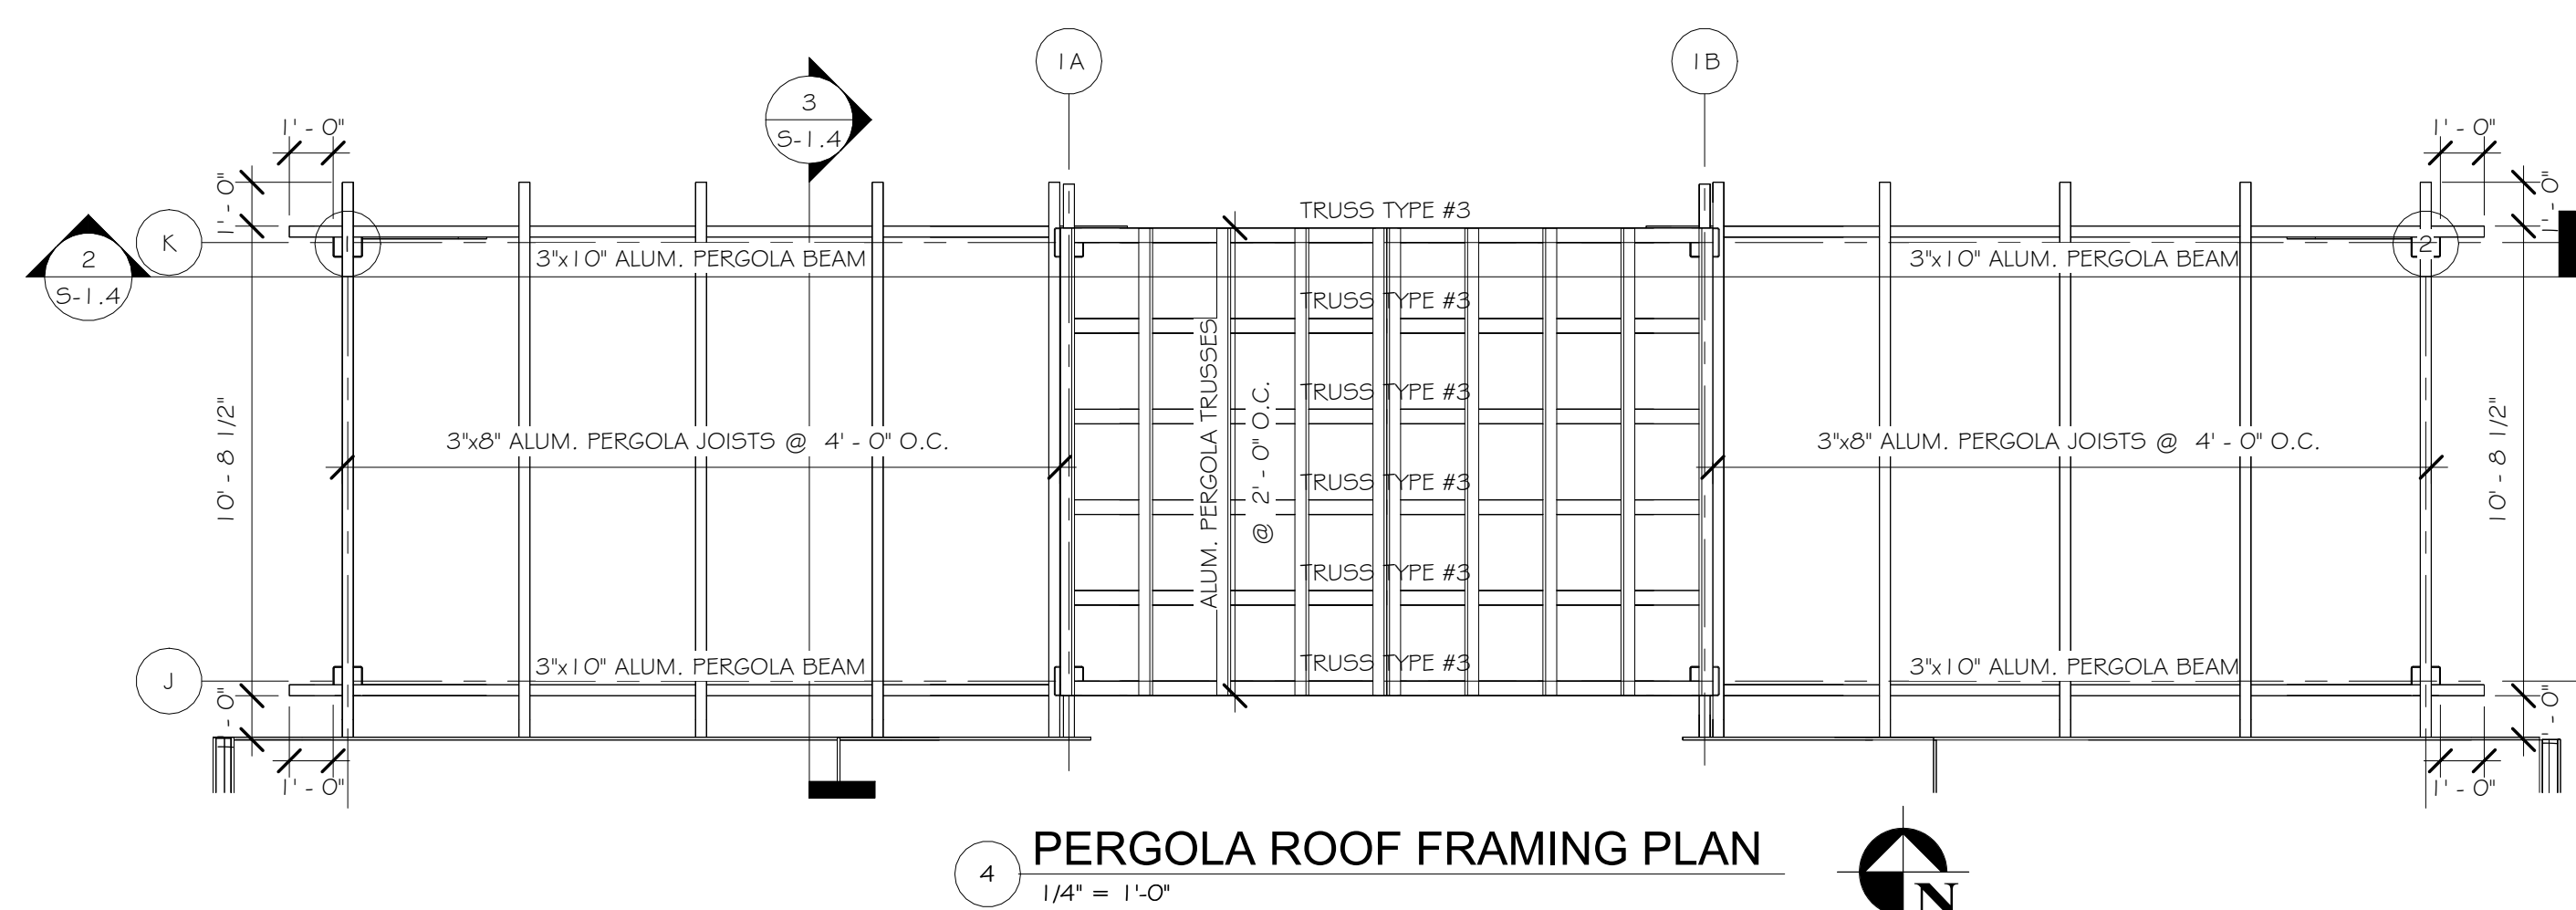 1A
1B
3
S-1.4
1' - 0"
1' - 0"
1' - 0"
1' - 0"
TRUSS TYPE #3
K
2
S-1.4
2
3"x10" ALUM. PERGOLA BEAM
3"x10" ALUM. PERGOLA BEAM
TRUSS TYPE #3
TRUSS TYPE #3
10' - 8 1/2"
3"x8" ALUM. PERGOLA JOISTS @ 4' - 0" O.C.
ALUM. PERGOLA TRUSSES
@ 2' - 0" O.C.
3"x8" ALUM. PERGOLA JOISTS @ 4' - 0" O.C.
10' - 8 1/2"
TRUSS TYPE #3
TRUSS TYPE #3
TRUSS TYPE #3
J
3"x10" ALUM. PERGOLA BEAM
3"x10" ALUM. PERGOLA BEAM
1' - 0"
1' - 0"
1' - 0"
1' - 0"
4
PERGOLA ROOF FRAMING PLAN
1/4" = 1'-0"
N